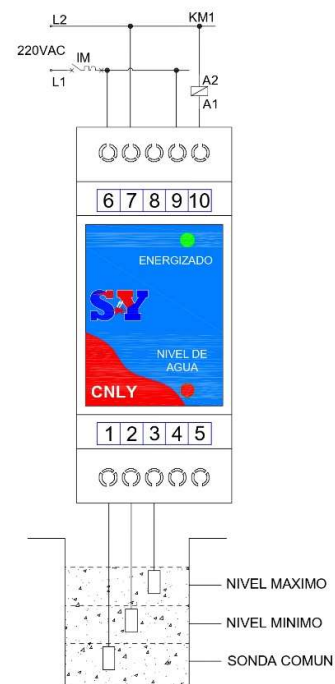 L2 KM1
220VAC IM
L1 A2
A1
6 7 8 9 10
ENERGIZADO
SY
NIVEL DE
AGUA
CNLY
1 2 3 4 5
NIVEL MAXIMO
NIVEL MINIMO
SONDA COMUN